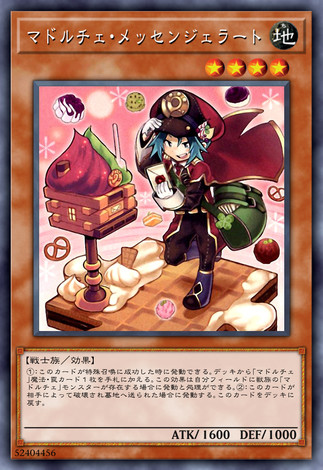 マドルチェ・メッセンジェラート
地
【戦士族／効果】
①:このカードが特殊召喚に成功した時に発動できる。デッキから「マドルチェ」
魔法・罠カード１枚を手札に加える。この効果は自分フィールドに獣族の「マ
ドルチェ」モンスターが存在する場合に発動と処理ができる。②:このカードが
相手によって破壊され墓地へ送られた場合に発動する。このカードをデッキに
戻す。
ATK/ 1600 DEF/1000
52404456